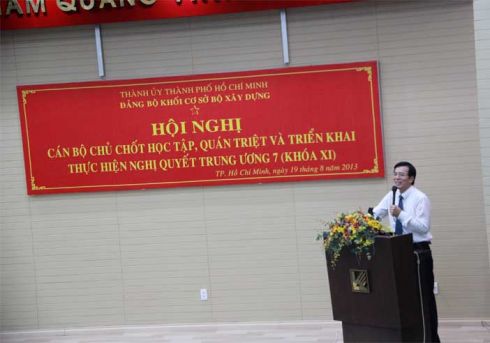 QUANG
THÀNH ỦY THÀNH PHỐ HỒ CHÍ MINH
ĐẢNG BỘ KHỐI CƠ SỞ BỘ XÂY DỰNG
HỘI NGHỊ
CÁN BỘ CHỦ CHỐT HỌC TẬP, QUÁN TRIỆT VÀ TRIỂN KHAI
THỰC HIỆN NGHỊ QUYẾT TRUNG ƯƠNG 7 (KHÓA XI)
TP. Hồ Chí Minh, ngày 19 tháng 8 năm 2013